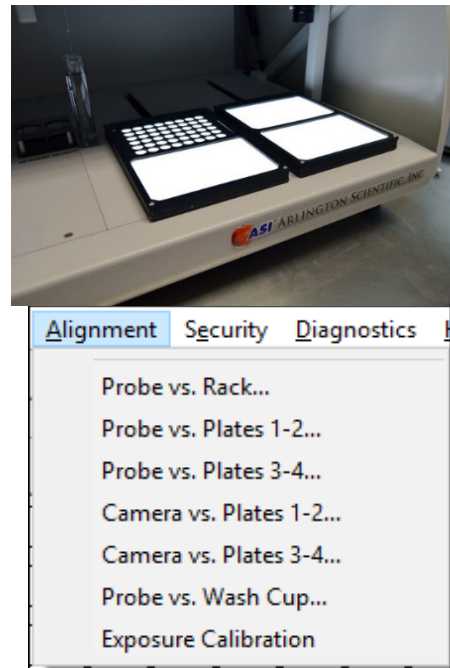 ASI ARLINGTON SCIENTIFIC, INC
Alignment Security Diagnostics
Probe vs. Rack...
Probe vs. Plates 1-2...
Probe vs. Plates 3-4...
Camera vs. Plates 1-2...
Camera vs. Plates 3-4...
Probe vs. Wash Cup...
Exposure Calibration